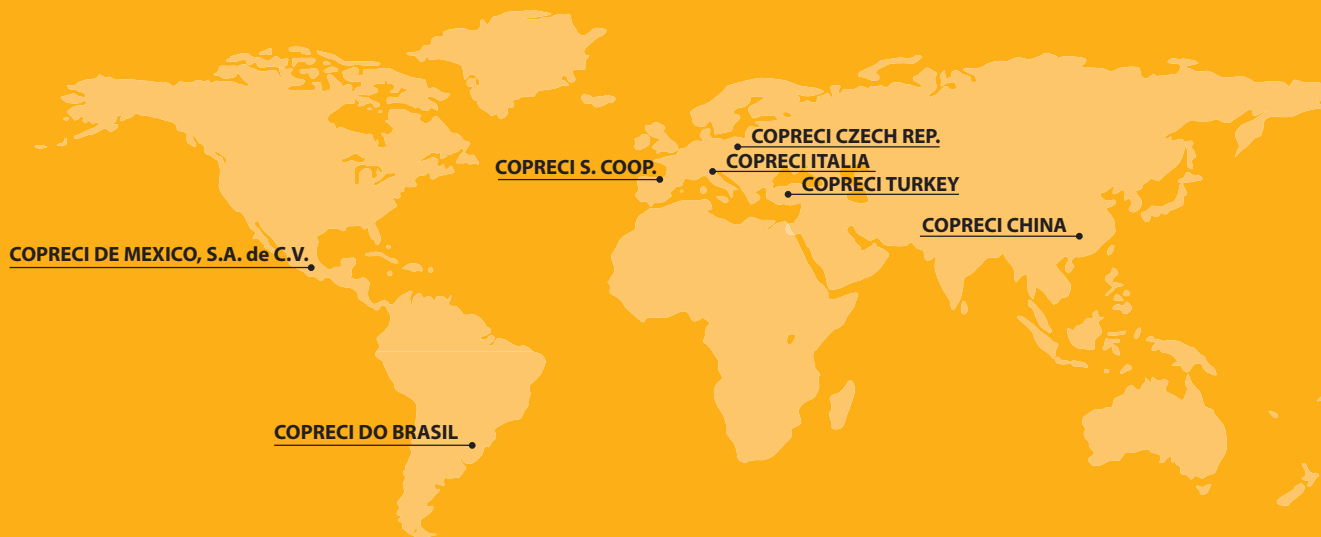 COPRECI CZECH REP.
COPRECI ITALIA
COPRECI S. COOP.
COPRECI TURKEY
COPRECI CHINA
COPRECI DE MEXICO, S.A. de C.V.
COPRECI DO BRASIL